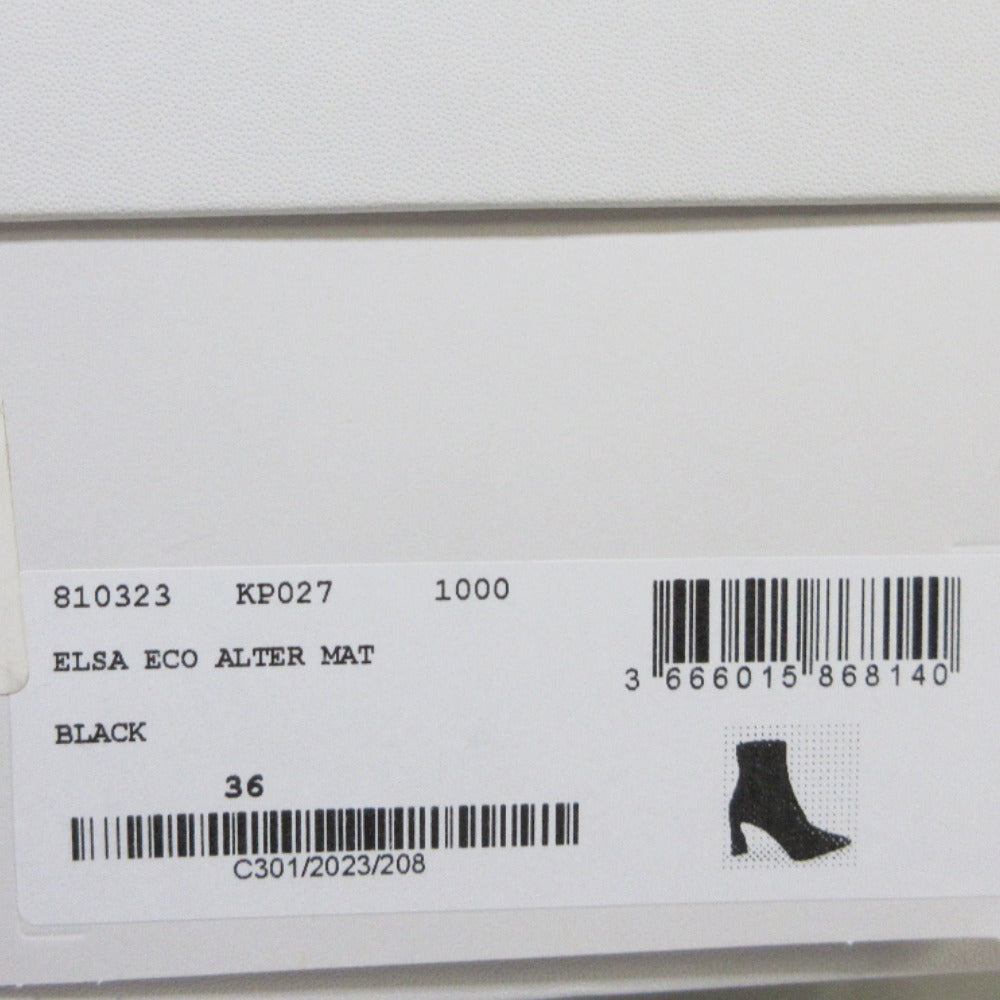 810323 KP027 1000
ELSA ECO ALTER MAT
3 666015 868140
BLACK
36
C301/2023/208